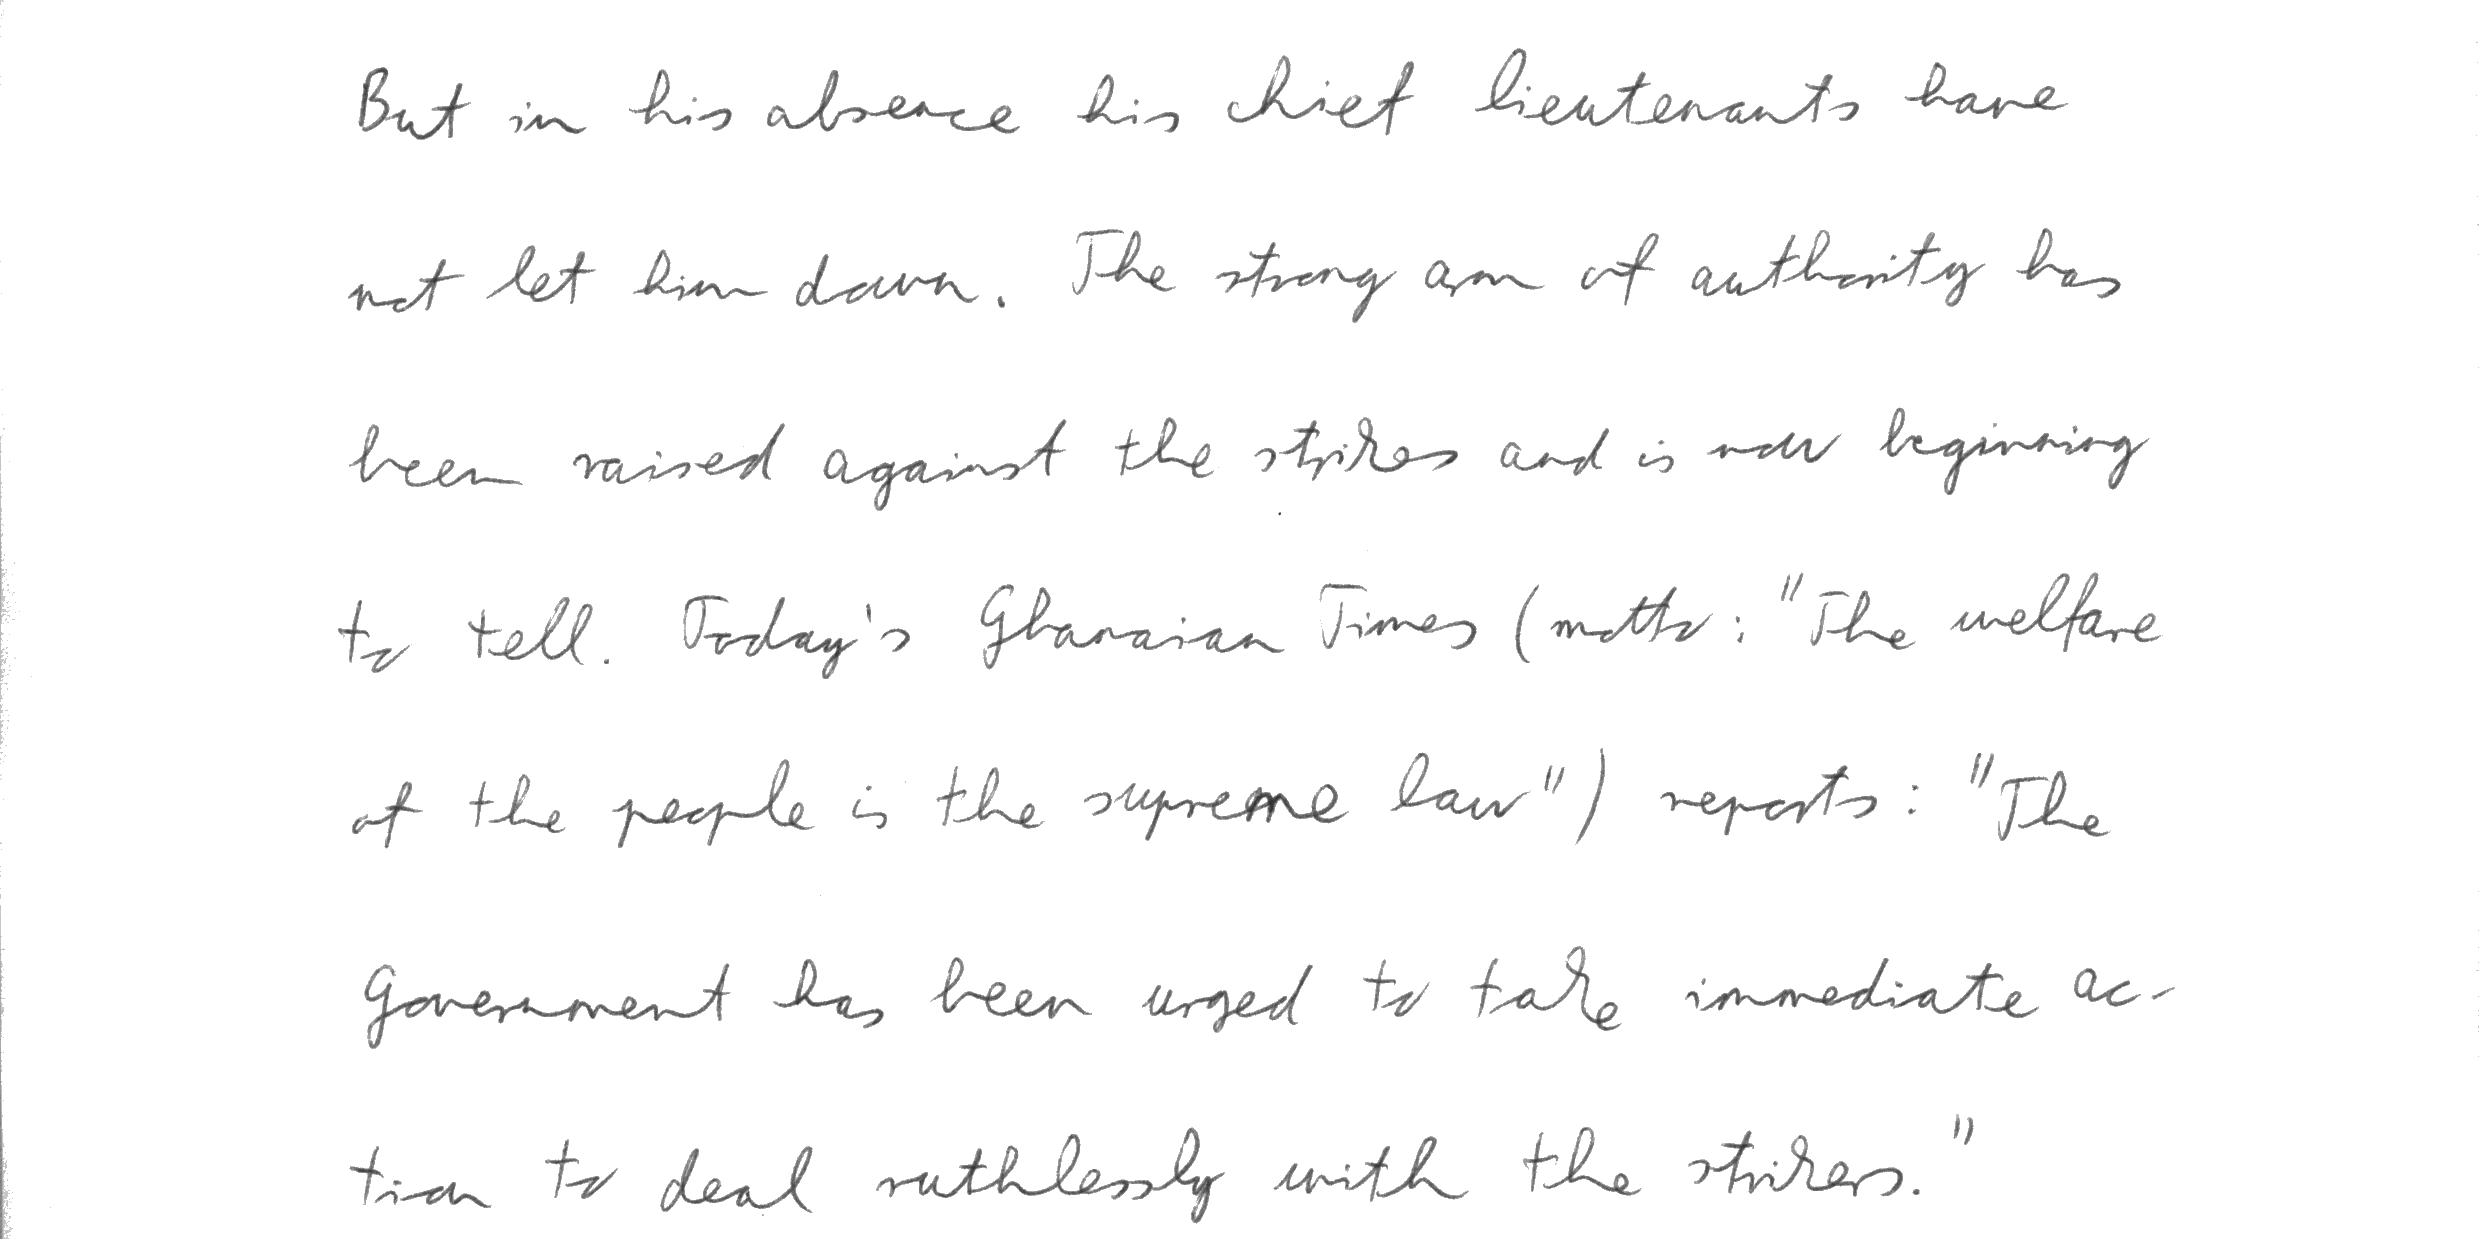 But in his absence his chief lieutenants have
not let him down. The strong arm of authority has
been raised against the strikes and is now beginning
to tell. Today's Ghanaian Times (motto: "The welfare
of the people is the supreme law") reports: "The
Government has been urged to take immediate ac-
tion to deal ruthlessly with the strikers."